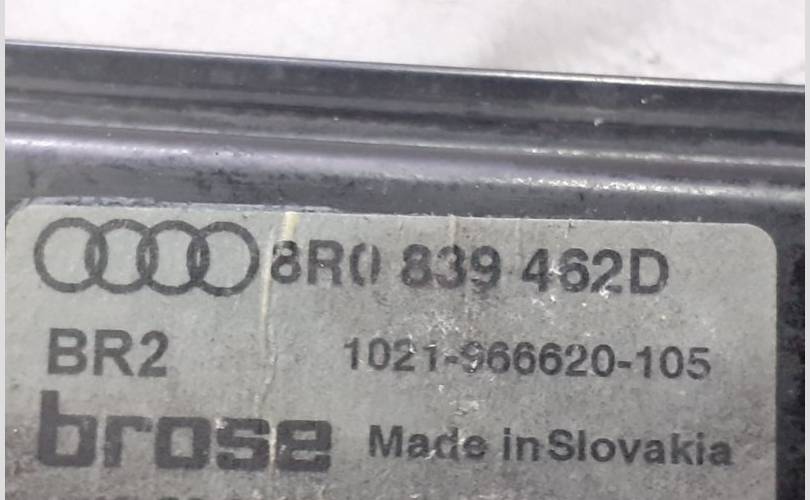 8R0 839 462D
BR2 1021-966620-105
brose Made in Slovakia